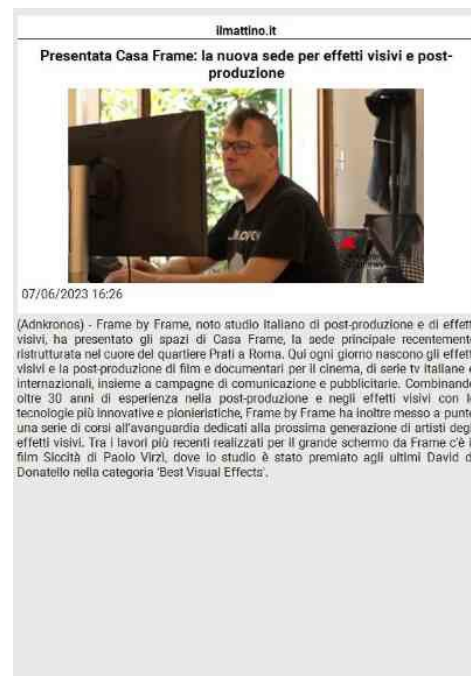 ilmattino.it
Presentata Casa Frame: la nuova sede per effetti visivi e post-
produzione
07/06/2023 16:26
(Adnkronos) - Frame by Frame, noto studio italiano di post-produzione e di effett
visivi, ha presentato gli spazi di Casa Frame, la sede principale recentemente
ristrutturata nel cuore del quartiere Prati a Roma. Qui ogni giorno nascono gli effett
visivi e la post-produzione di film e documentari per il cinema, di serie tv italiane e
internazionali, insieme a campagne di comunicazione e pubblicitarie. Combinando
oltre 30 anni di esperienza nella post-produzione e negli effetti visivi con l
tecnologie più innovative e pionieristiche, Frame by Frame ha inoltre messo a punt
una serie di corsi all'avanguardia dedicati alla prossima generazione di artisti degl
effetti visivi. Tra i lavori più recenti realizzati per il grande schermo da Frame c'è i
film Siccità di Paolo Virzì, dove lo studio è stato premiato agli ultimi David d
Donatello nella categoria 'Best Visual Effects'.